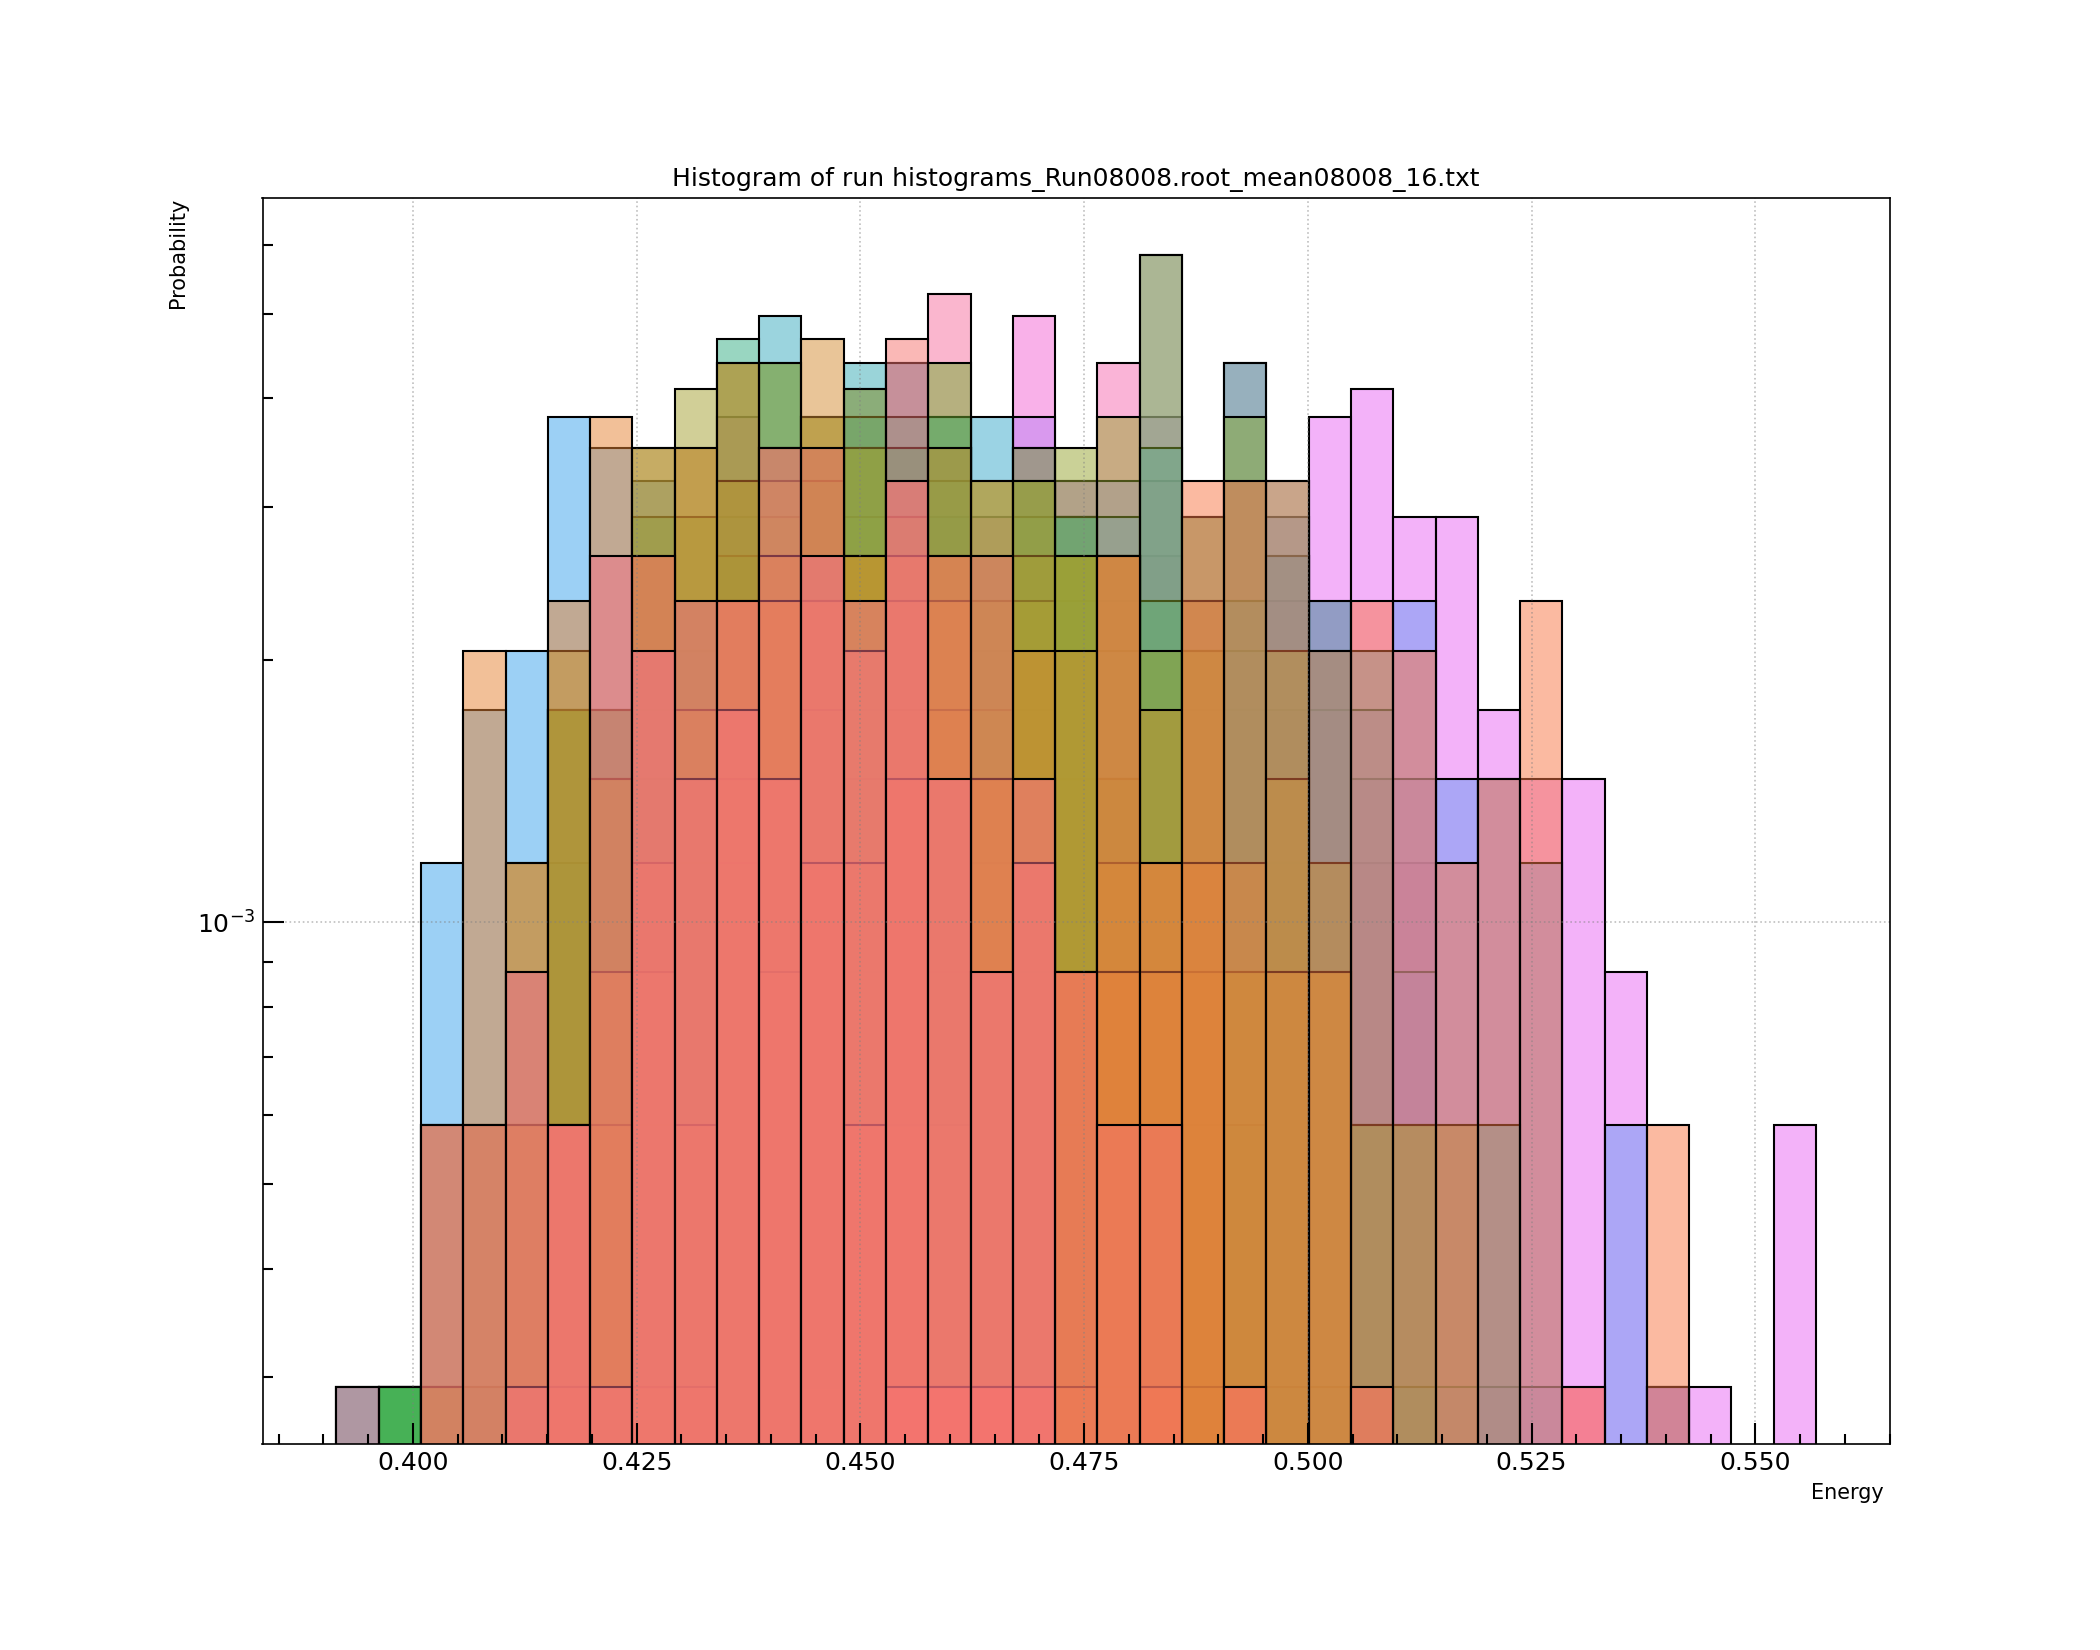 Histogram of run histograms_Run08008.root_mean08008_16.txt
Probability
10⁻³
0.400 0.425 0.450 0.475 0.500 0.525 0.550
Energy